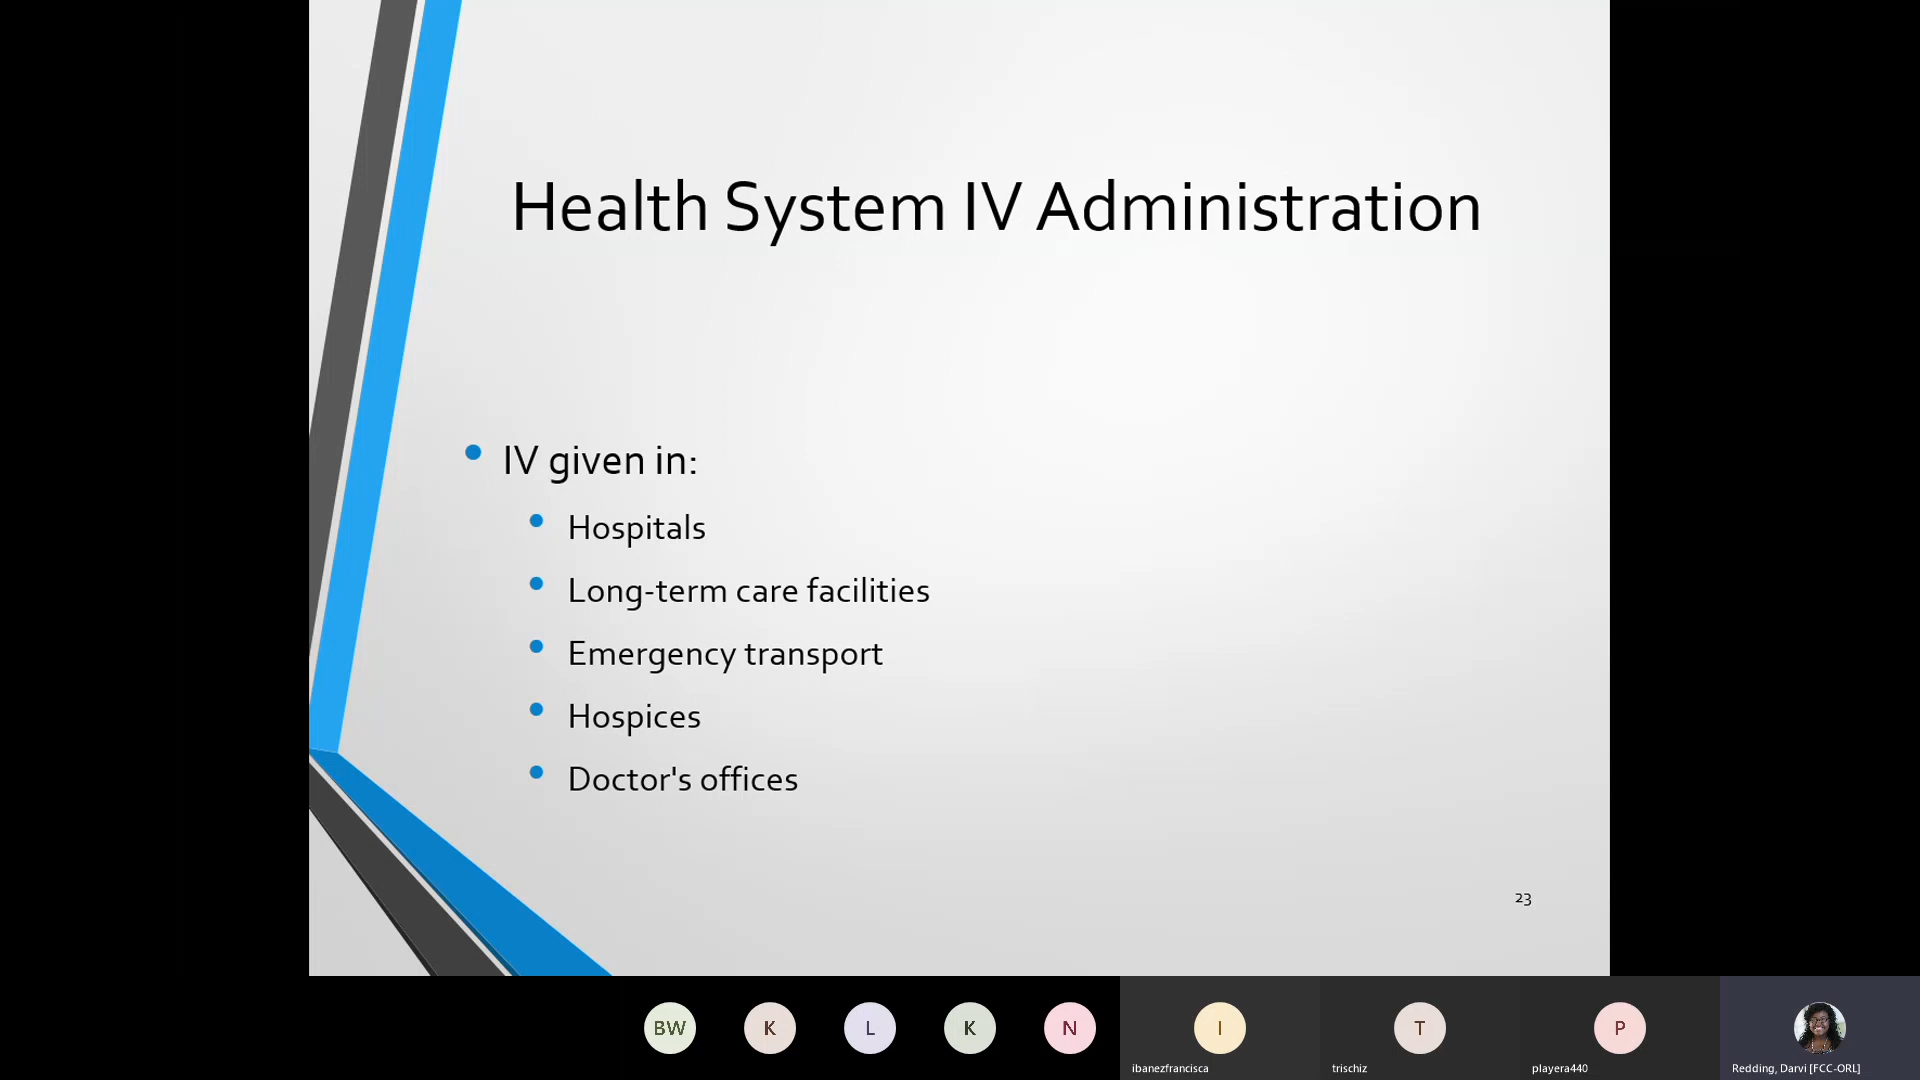 Health System IV Administration
IV given in:
Hospitals
Long-term care facilities
Emergency transport
Hospices
Doctor's offices
23
BW
K
L
K
N
I
T
P
ibanezfrancisca
trischiz
playera440
Redding, Darvi [FCC-ORL]